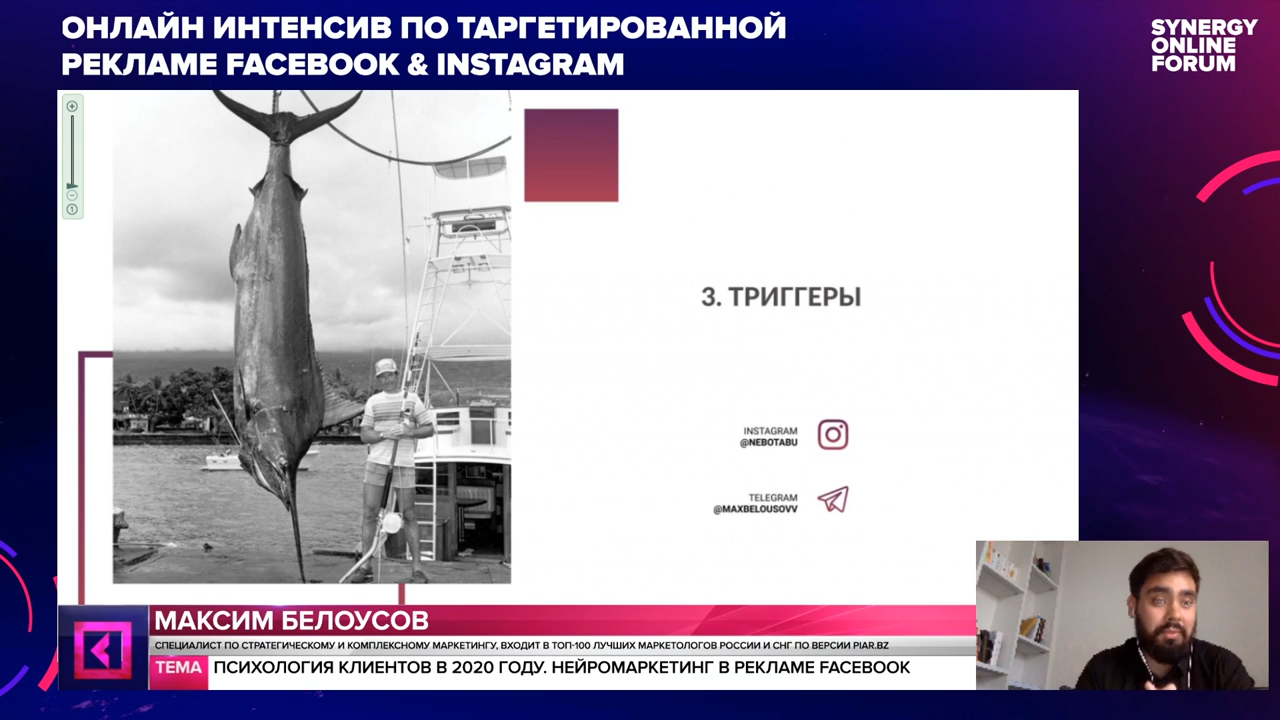 ОНЛАЙН ИНТЕНСИВ ПО ТАРГЕТИРОВАННОЙ
РЕКЛАМЕ FACEBOOK & INSTAGRAM
SYNERGY
ONLINE
FORUM
3. ТРИГГЕРЫ
INSTAGRAM
@NEBOTABU
TELEGRAM
@MAXBELOUSOVV
МАКСИМ БЕЛОУСОВ
СПЕЦИАЛИСТ ПО СТРАТЕГИЧЕСКОМУ И КОМПЛЕКСНОМУ МАРКЕТИНГУ, ВХОДИТ В ТОП-100 ЛУЧШИХ МАРКЕТОЛОГОВ РОССИИ И СНГ ПО ВЕРСИИ PIAR.BZ
ТЕМА ПСИХОЛОГИЯ КЛИЕНТОВ В 2020 ГОДУ. НЕЙРОМАРКЕТИНГ В РЕКЛАМЕ FACEBOOK